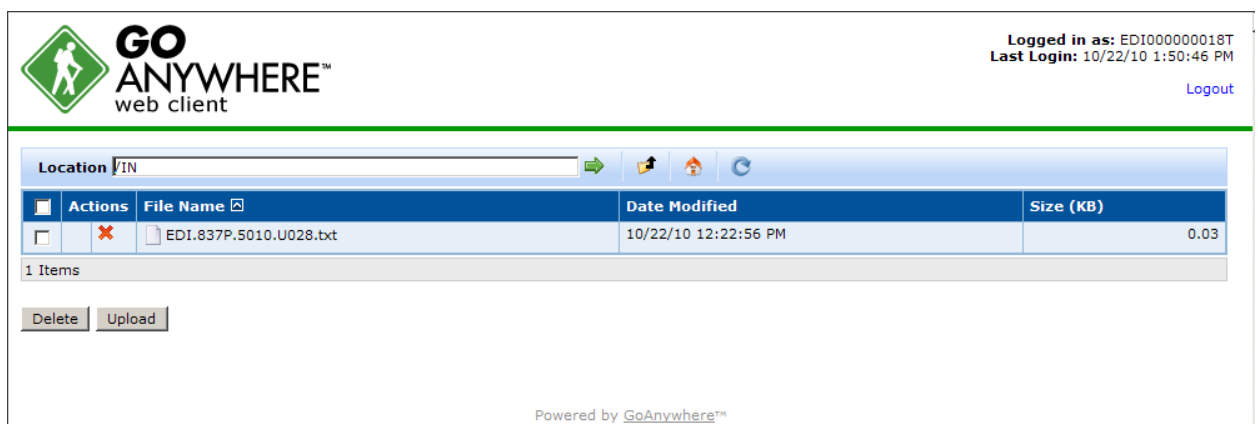 GO
ANYWHERE™
web client
Logged in as: EDI000000018T
Last Login: 10/22/10 1:50:46 PM
Logout
Location /IN
Actions File Name Date Modified Size (KB)
EDI.837P.5010.U028.txt 10/22/10 12:22:56 PM 0.03
1 Items
Delete Upload
Powered by GoAnywhere™